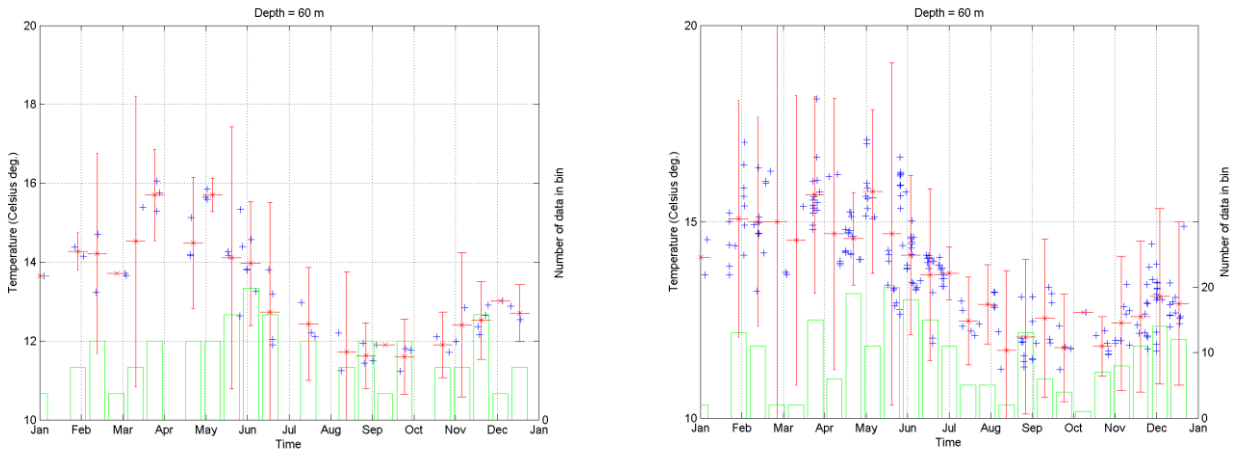 Depth = 60 m
20
18
16
14
12
10
Temperature (Celsius deg.)
Number of data in bin
0
Jan Feb Mar Apr May Jun Jul Aug Sep Oct Nov Dec Jan
Time
Depth = 60 m
20
15
10
Temperature (Celsius deg.)
Number of data in bin
20
10
0
Jan Feb Mar Apr May Jun Jul Aug Sep Oct Nov Dec Jan
Time